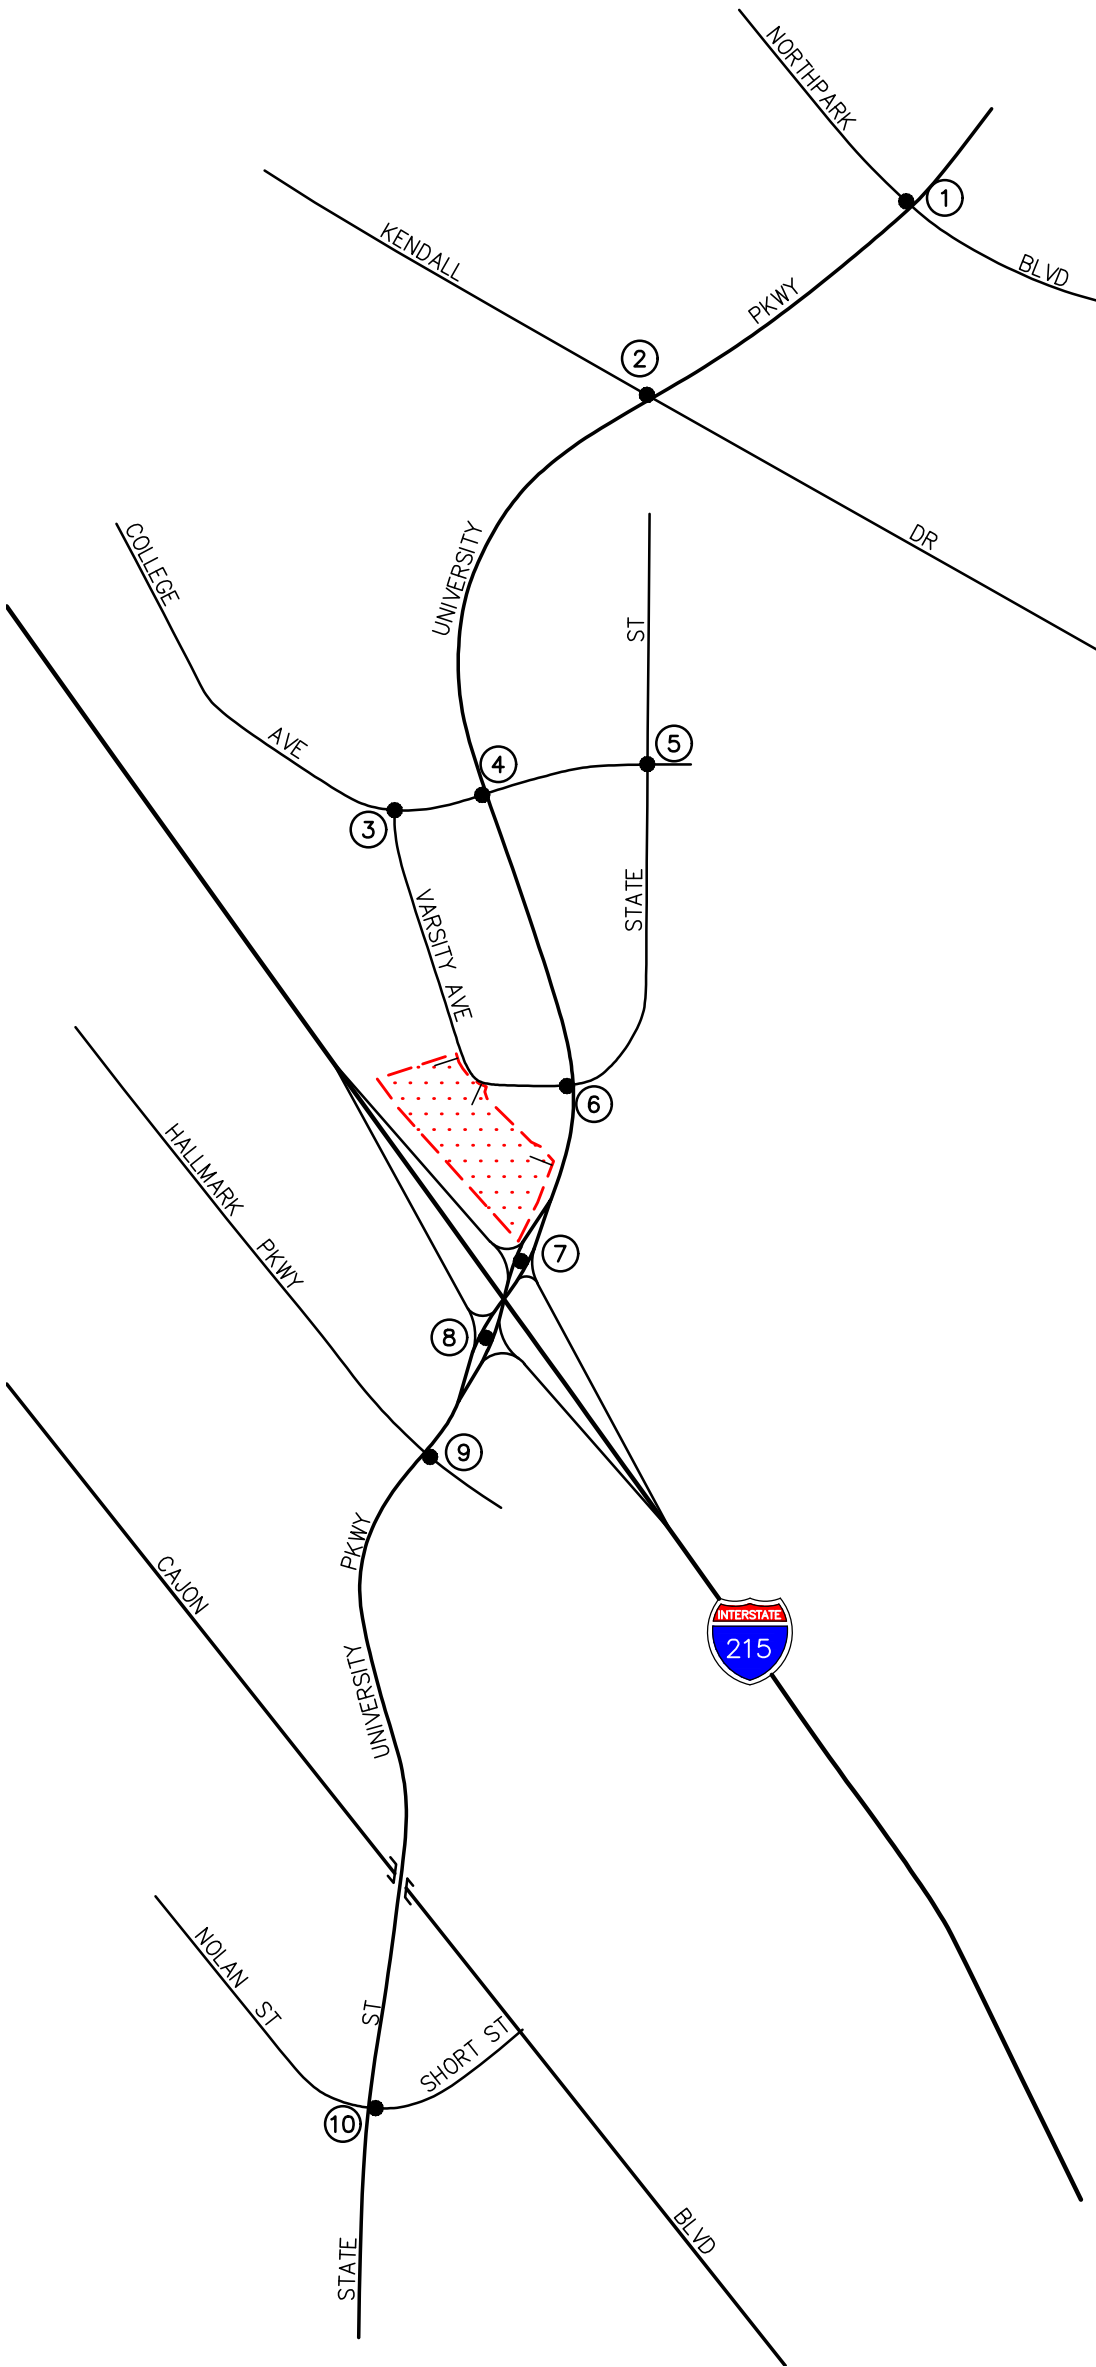 NORTHPARK
1
BLVD
KENDALL
PKWY
2
DR
COLLEGE
UNIVERSITY
ST
AVE
5
4
3
VARSITY AVE
STATE
6
HALLMARK
PKWY
7
8
9
PKWY
CAJON
INTERSTATE
215
UNIVERSITY
NOLAN ST
ST
SHORT ST
10
BLVD
STATE